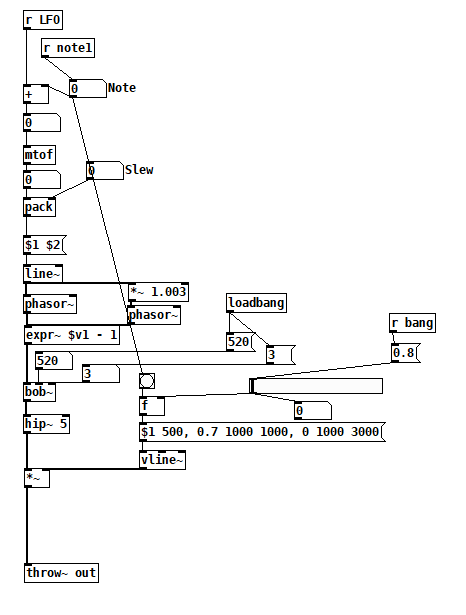 r LFO
r note1
+
0
Note
0
mtof
0
0
Slew
pack
$1 $2
line~
*~ 1.003
phasor~
phasor~
loadbang
r bang
expr~ $v1 - 1
520
3
0.8
520
3
bob~
f
0
hip~ 5
$1 500, 0.7 1000 1000, 0 1000 3000
vline~
*~
throw~ out